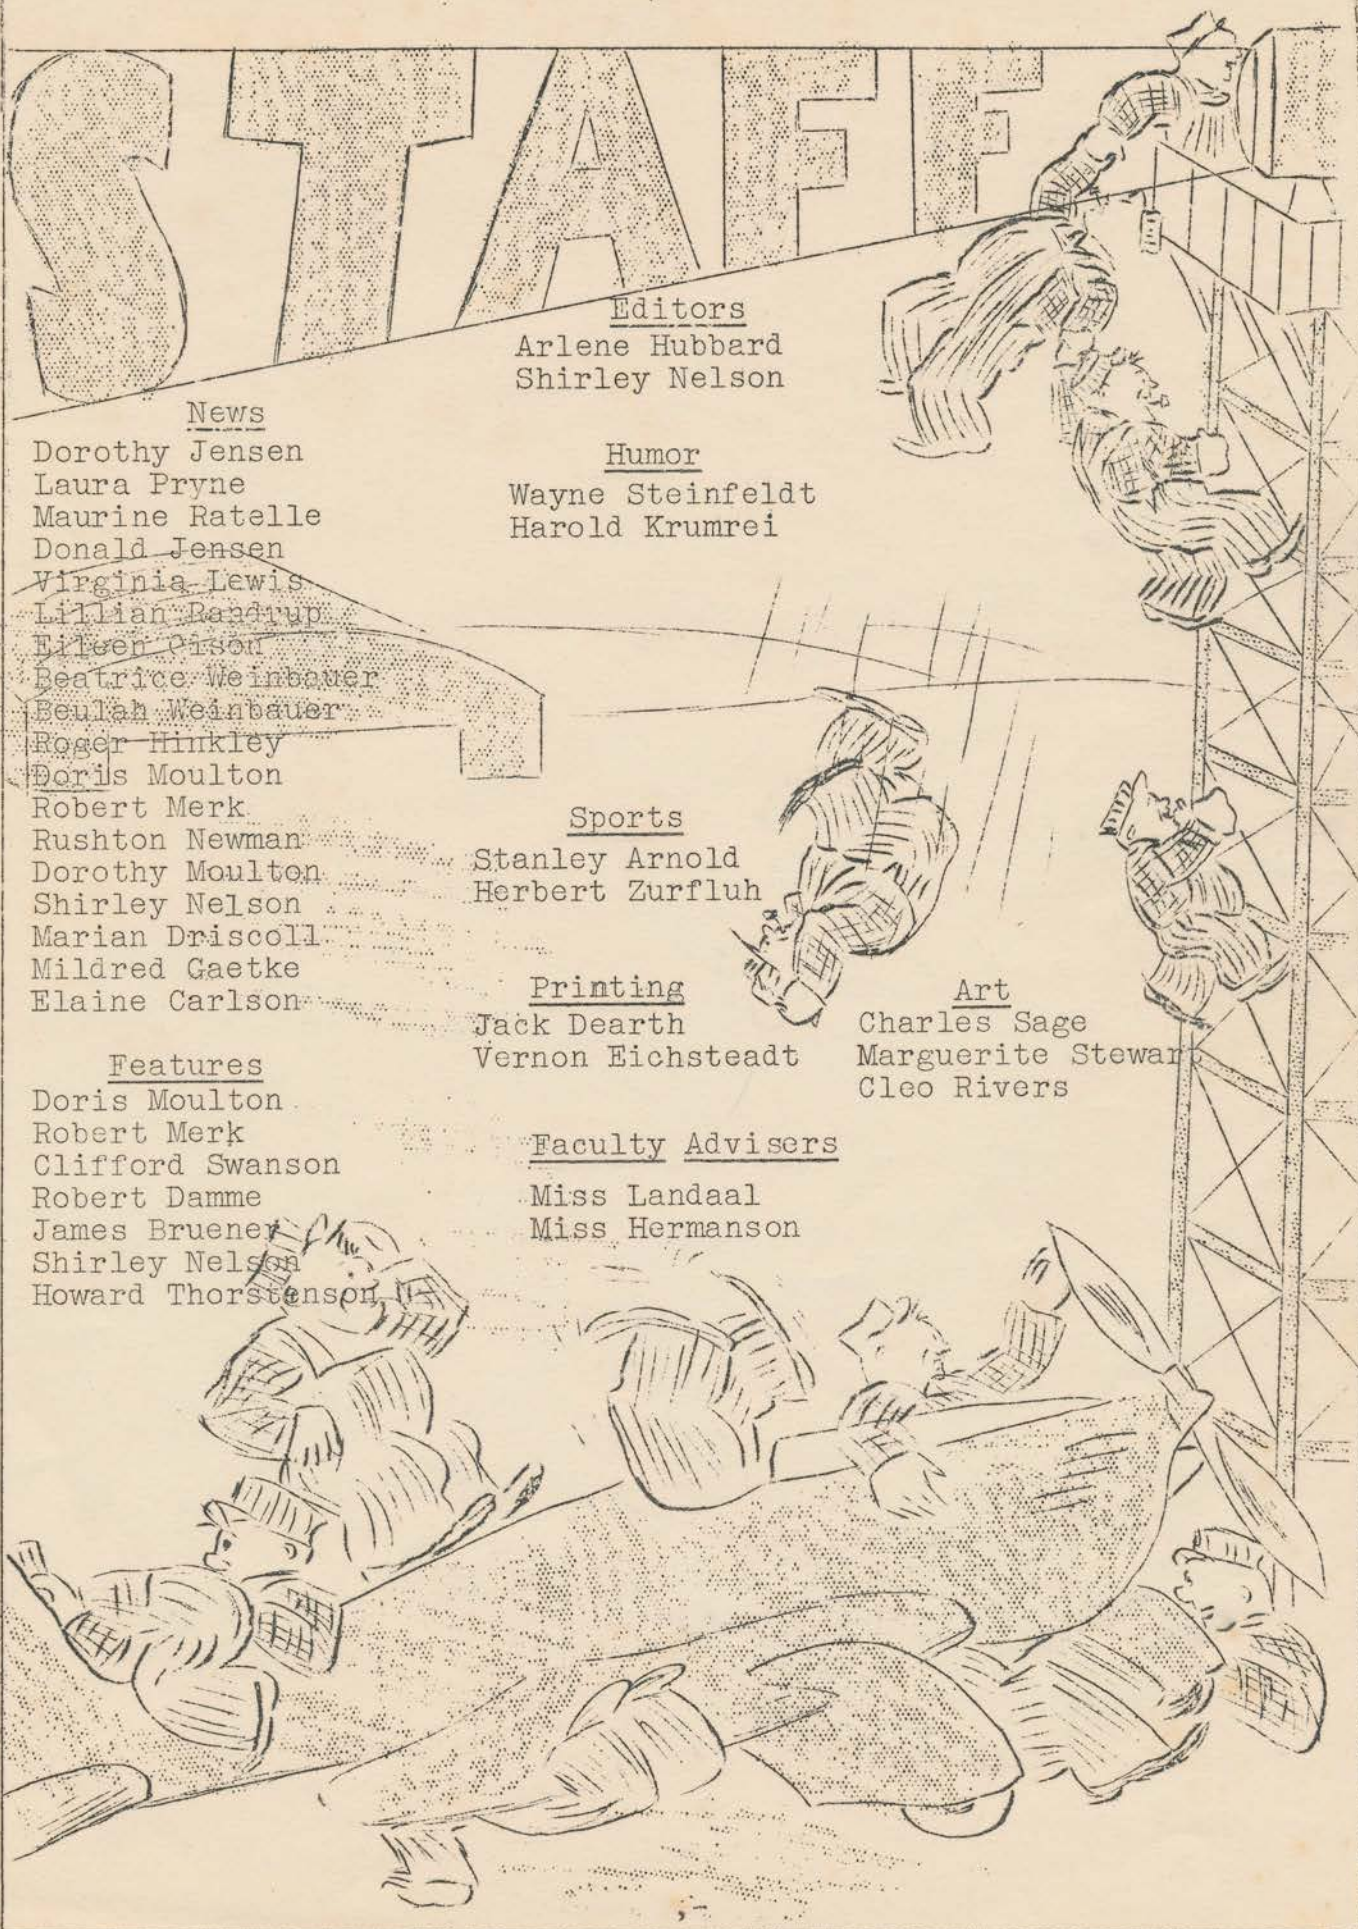 STAFF
Editors
Arlene Hubbard
Shirley Nelson
News
Dorothy Jensen
Laura Pryne
Maurine Ratelle
Donald Jensen
Virginia Lewis
Lillian Randrup
Eileen
Beatrice Weinbauer
Beulah Weinbauer
Roger Hinkley
Doris Moulton
Robert Merk
Rushton Newman
Dorothy Moulton
Shirley Nelson
Marian Driscoll
Mildred Gaetke
Elaine Carlson
Features
Doris Moulton
Robert Merk
Clifford Swanson
Robert Damme
James Bruener
Shirley Nelson
Howard Thorstenson
Humor
Wayne Steinfeldt
Harold Krumrei
Sports
Stanley Arnold
Herbert Zurfluh
Printing
Jack Dearth
Vernon Eichsteadt
Art
Charles Sage
Marguerite Stewart
Cleo Rivers
Faculty Advisers
Miss Landaal
Miss Hermanson